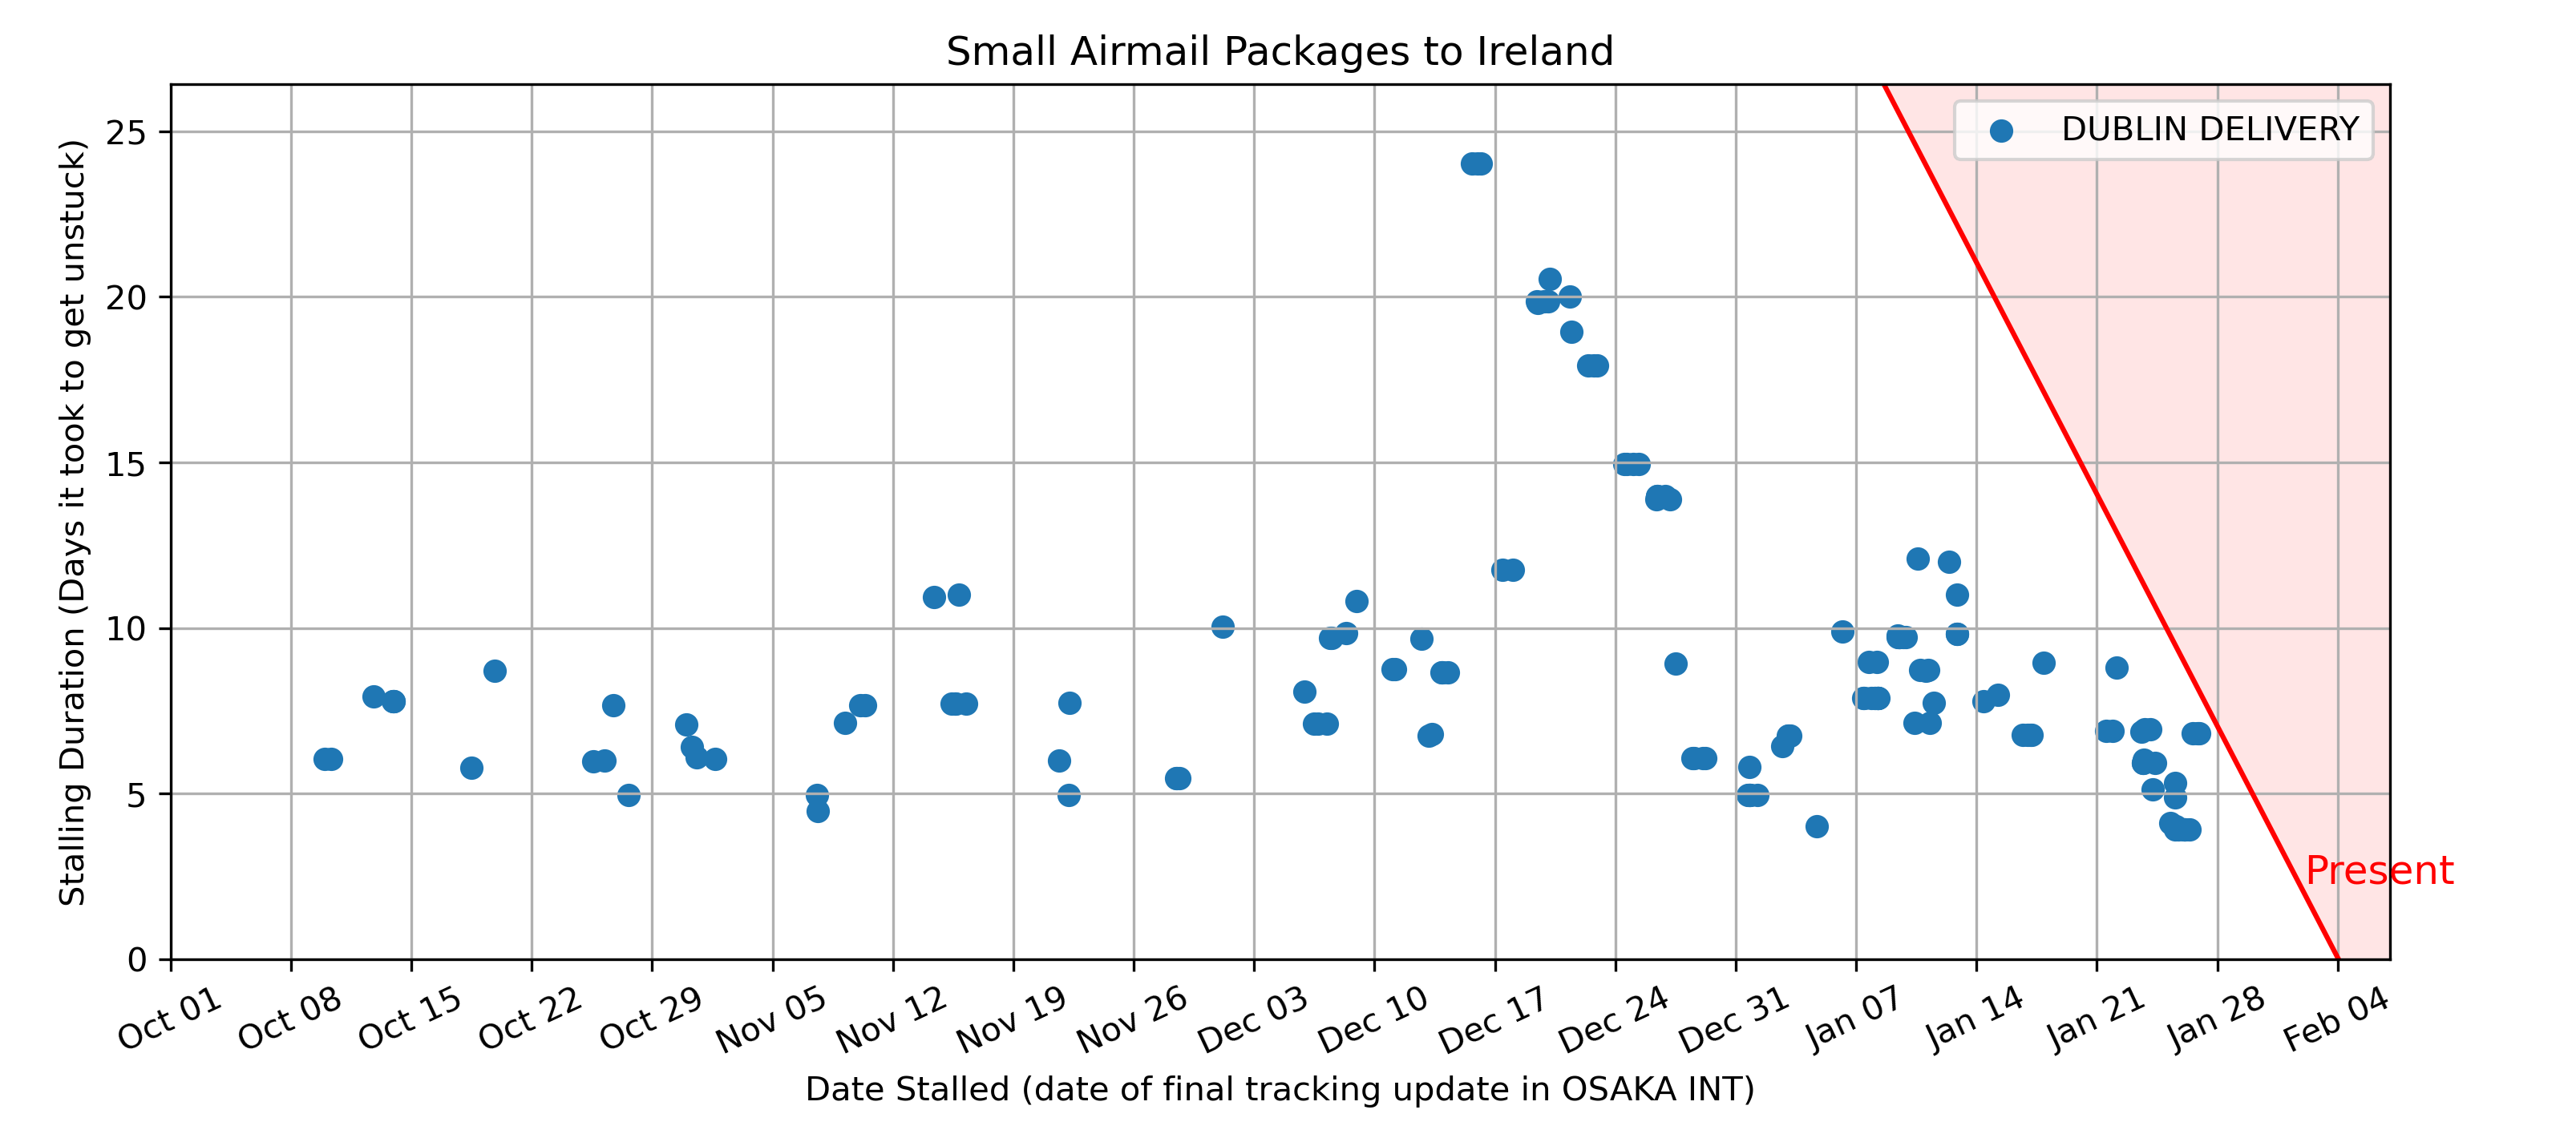 Small Airmail Packages to Ireland
DUBLIN DELIVERY
Stalling Duration (Days it took to get unstuck)
25
20
15
10
5
0
Present
Oct 01
Oct 08
Oct 15
Oct 22
Oct 29
Nov 05
Nov 12
Nov 19
Nov 26
Dec 03
Dec 10
Dec 17
Dec 24
Dec 31
Jan 07
Jan 14
Jan 21
Jan 28
Feb 04
Date Stalled (date of final tracking update in OSAKA INT)